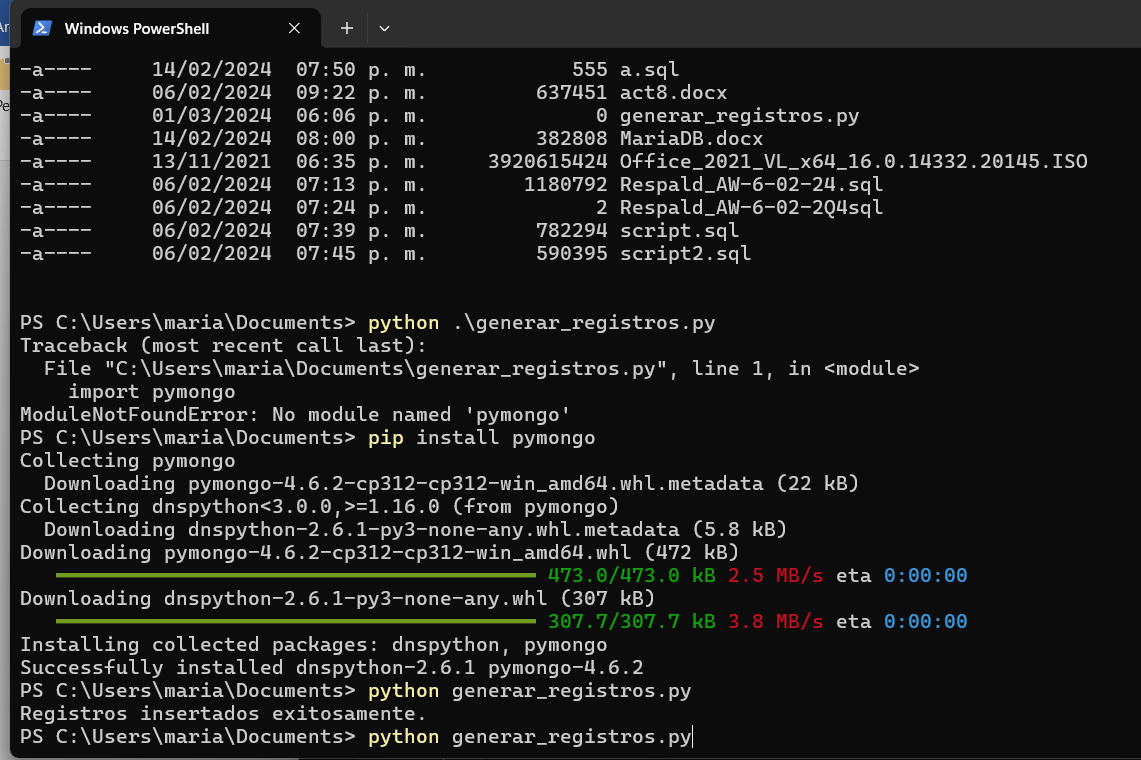 Windows PowerShell
-a----     14/02/2024  07:50 p. m.            555 a.sql
-a----     06/02/2024  09:22 p. m.         637451 act8.docx
-a----     01/03/2024  06:06 p. m.              0 generar_registros.py
-a----     14/02/2024  08:00 p. m.         382808 MariaDB.docx
-a----     13/11/2021  06:35 p. m.     3920615424 Office_2021_VL_x64_16.0.14332.20145.ISO
-a----     06/02/2024  07:13 p. m.        1180792 Respald_AW-6-02-24.sql
-a----     06/02/2024  07:24 p. m.              2 Respald_AW-6-02-2Q4sql
-a----     06/02/2024  07:39 p. m.         782294 script.sql
-a----     06/02/2024  07:45 p. m.         590395 script2.sql
PS C:\Users\maria\Documents> python .\generar_registros.py
Traceback (most recent call last):
  File "C:\Users\maria\Documents\generar_registros.py", line 1, in <module>
    import pymongo
ModuleNotFoundError: No module named 'pymongo'
PS C:\Users\maria\Documents> pip install pymongo
Collecting pymongo
  Downloading pymongo-4.6.2-cp312-cp312-win_amd64.whl.metadata (22 kB)
Collecting dnspython<3.0.0,>=1.16.0 (from pymongo)
  Downloading dnspython-2.6.1-py3-none-any.whl.metadata (5.8 kB)
Downloading pymongo-4.6.2-cp312-cp312-win_amd64.whl (472 kB)
473.0/473.0 kB 2.5 MB/s eta 0:00:00
Downloading dnspython-2.6.1-py3-none-any.whl (307 kB)
307.7/307.7 kB 3.8 MB/s eta 0:00:00
Installing collected packages: dnspython, pymongo
Successfully installed dnspython-2.6.1 pymongo-4.6.2
PS C:\Users\maria\Documents> python generar_registros.py
Registros insertados exitosamente.
PS C:\Users\maria\Documents> python generar_registros.py